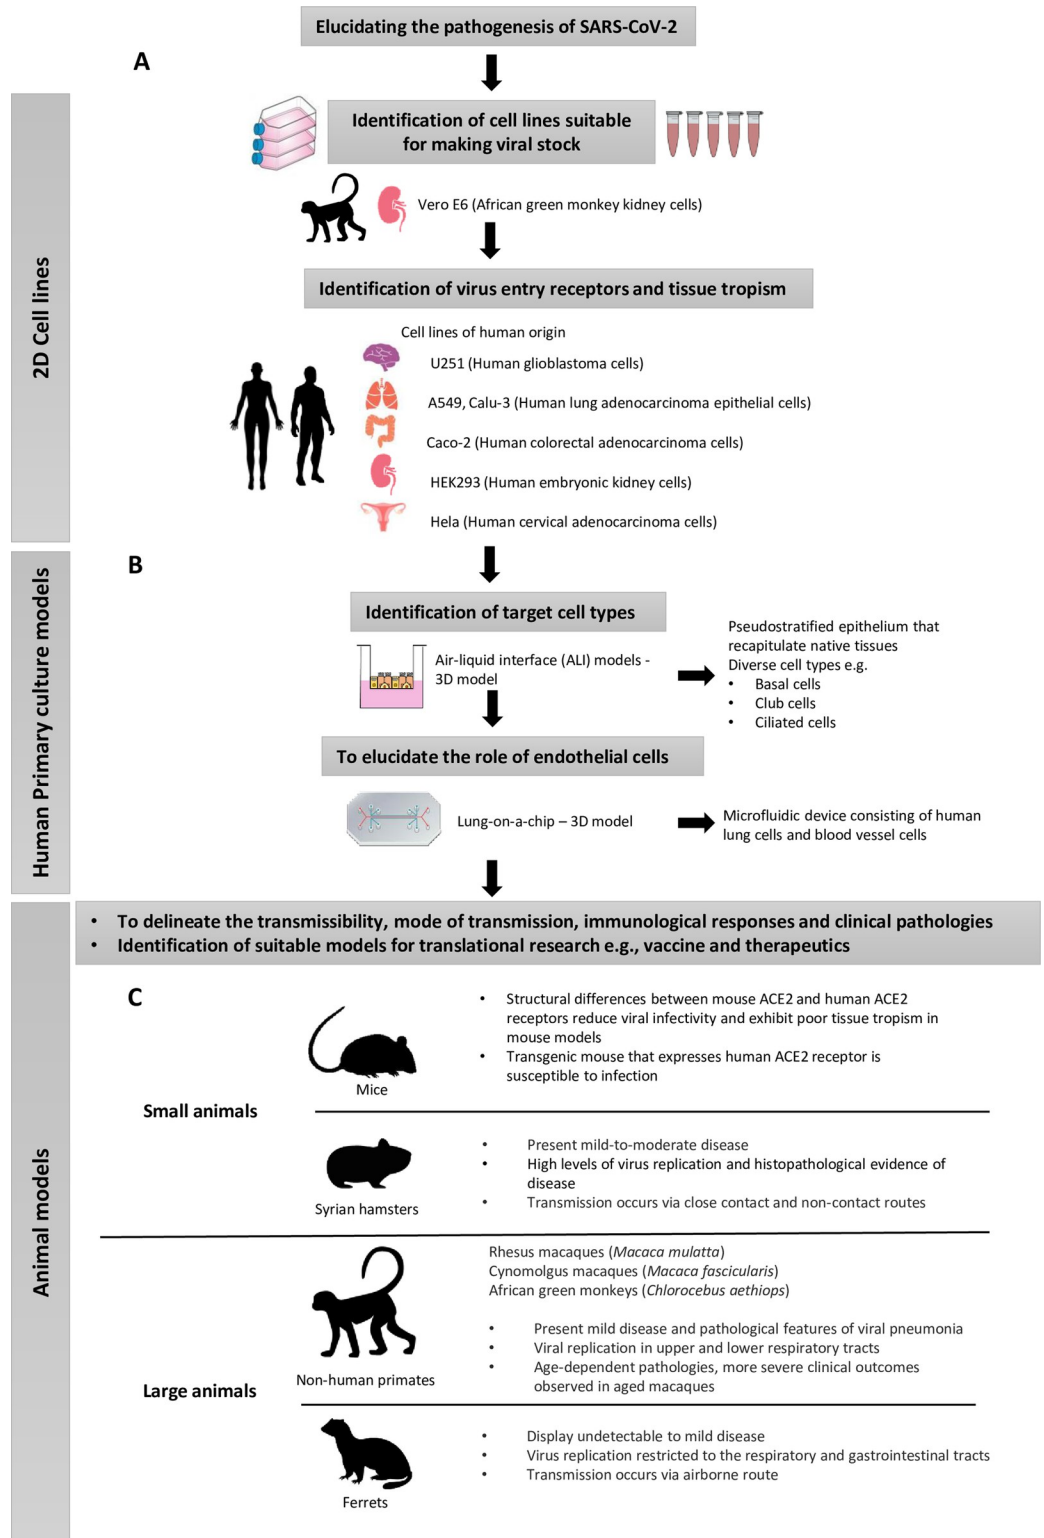 Elucidating the pathogenesis of SARS-CoV-2
A
2D Cell lines
Identification of cell lines suitable
for making viral stock
Vero E6 (African green monkey kidney cells)
Identification of virus entry receptors and tissue tropism
Cell lines of human origin
U251 (Human glioblastoma cells)
A549, Calu-3 (Human lung adenocarcinoma epithelial cells)
Caco-2 (Human colorectal adenocarcinoma cells)
HEK293 (Human embryonic kidney cells)
Hela (Human cervical adenocarcinoma cells)
B
Human Primary culture models
Identification of target cell types
Air-liquid interface (ALI) models -
3D model
Pseudostratified epithelium that
recapitulate native tissues
Diverse cell types e.g.
• Basal cells
• Club cells
• Ciliated cells
To elucidate the role of endothelial cells
Lung-on-a-chip – 3D model
Microfluidic device consisting of human
lung cells and blood vessel cells
• To delineate the transmissibility, mode of transmission, immunological responses and clinical pathologies
• Identification of suitable models for translational research e.g., vaccine and therapeutics
C
Animal models
Small animals
Mice
• Structural differences between mouse ACE2 and human ACE2
receptors reduce viral infectivity and exhibit poor tissue tropism in
mouse models
• Transgenic mouse that expresses human ACE2 receptor is
susceptible to infection
Syrian hamsters
• Present mild-to-moderate disease
• High levels of virus replication and histopathological evidence of
disease
• Transmission occurs via close contact and non-contact routes
Large animals
Non-human primates
Rhesus macaques (Macaca mulatta)
Cynomolgus macaques (Macaca fascicularis)
African green monkeys (Chlorocebus aethiops)
• Present mild disease and pathological features of viral pneumonia
• Viral replication in upper and lower respiratory tracts
• Age-dependent pathologies, more severe clinical outcomes
observed in aged macaques
Ferrets
• Display undetectable to mild disease
• Virus replication restricted to the respiratory and gastrointestinal tracts
• Transmission occurs via airborne route